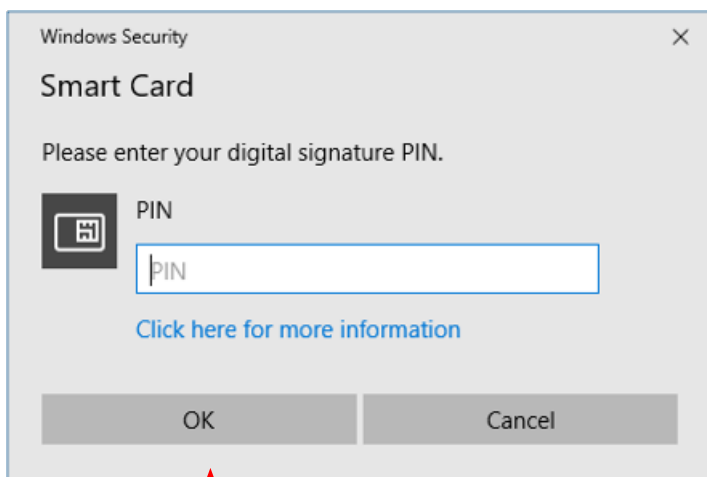 Windows Security
Smart Card
Please enter your digital signature PIN.
PIN
PIN
Click here for more information
OK
Cancel